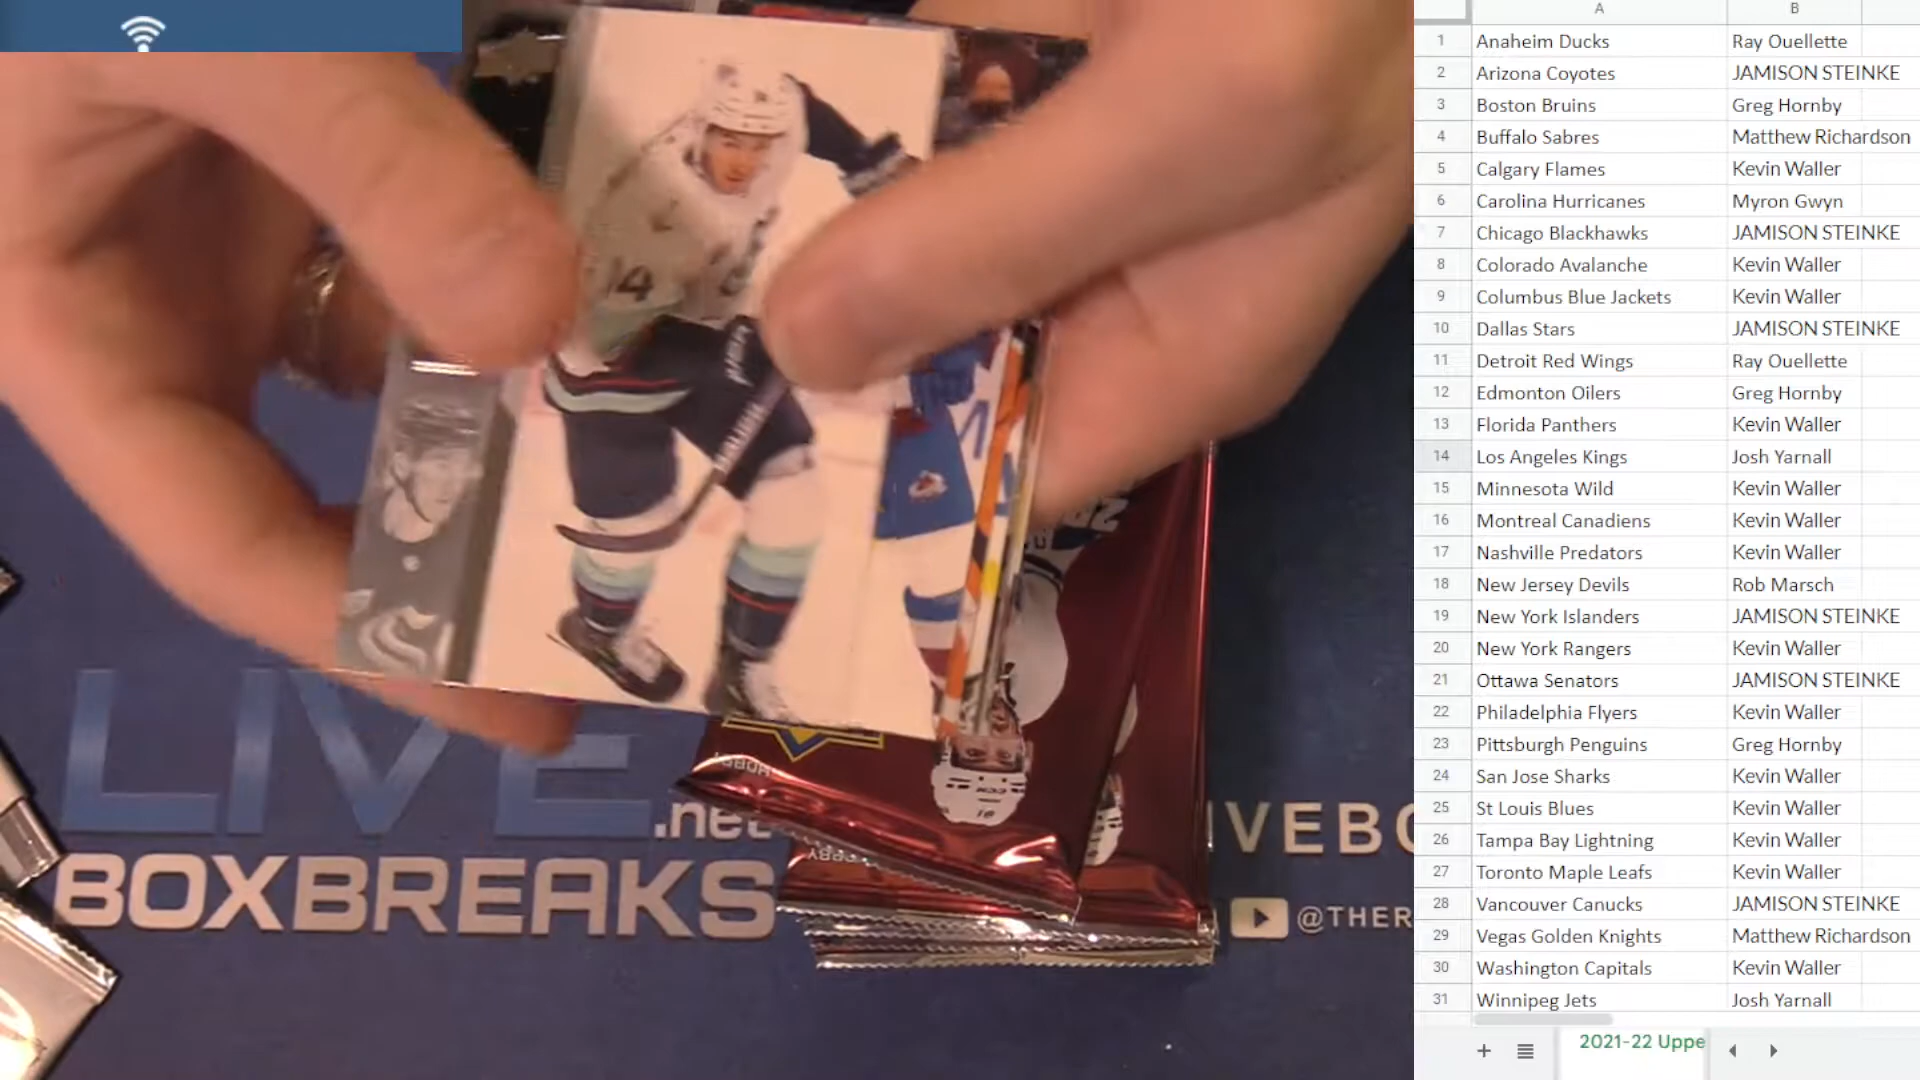 A B
1 Anaheim Ducks Ray Ouellette
2 Arizona Coyotes JAMISON STEINKE
3 Boston Bruins Greg Hornby
4 Buffalo Sabres Matthew Richardson
5 Calgary Flames Kevin Waller
6 Carolina Hurricanes Myron Gwyn
7 Chicago Blackhawks JAMISON STEINKE
8 Colorado Avalanche Kevin Waller
9 Columbus Blue Jackets Kevin Waller
10 Dallas Stars JAMISON STEINKE
11 Detroit Red Wings Ray Ouellette
12 Edmonton Oilers Greg Hornby
13 Florida Panthers Kevin Waller
14 Los Angeles Kings Josh Yarnall
15 Minnesota Wild Kevin Waller
16 Montreal Canadiens Kevin Waller
17 Nashville Predators Kevin Waller
18 New Jersey Devils Rob Marsch
19 New York Islanders JAMISON STEINKE
20 New York Rangers Kevin Waller
21 Ottawa Senators JAMISON STEINKE
22 Philadelphia Flyers Kevin Waller
23 Pittsburgh Penguins Greg Hornby
24 San Jose Sharks Kevin Waller
25 St Louis Blues Kevin Waller
26 Tampa Bay Lightning Kevin Waller
27 Toronto Maple Leafs Kevin Waller
28 Vancouver Canucks JAMISON STEINKE
29 Vegas Golden Knights Matthew Richardson
30 Washington Capitals Kevin Waller
31 Winnipeg Jets Josh Yarnall
2021-22 Uppe
LIVE
.net
BOXBREAKS
IVEBO
@THER
HOBBY